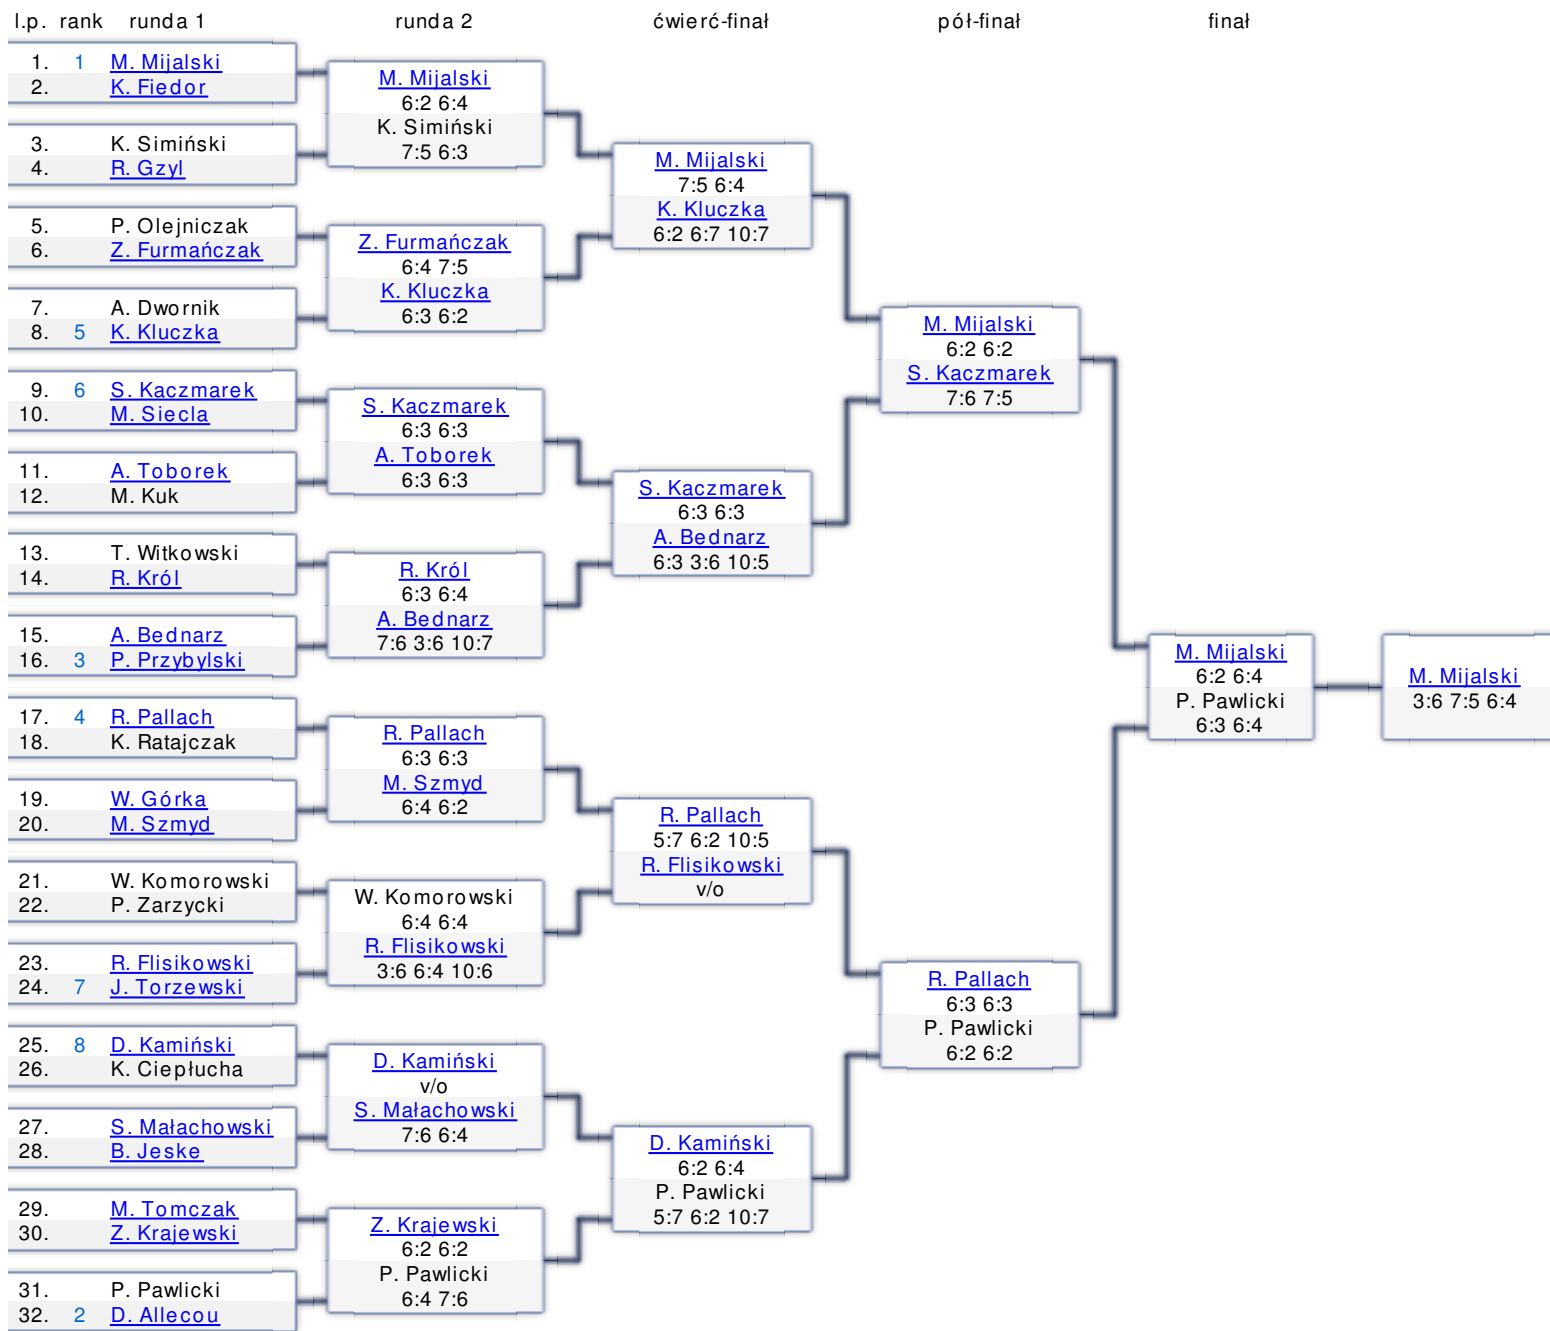 l.p. rank runda 1 runda 2 ćwierć-finał pół-finał finał
1. 1 M. Mijalski
2. K. Fiedor
3. K. Simiński
4. R. Gzyl
5. P. Olejniczak
6. Z. Furmańczak
7. A. Dwornik
8. 5 K. Kluczka
9. 6 S. Kaczmarek
10. M. Siecla
11. A. Toborek
12. M. Kuk
13. T. Witkowski
14. R. Król
15. A. Bednarz
16. 3 P. Przybylski
17. 4 R. Pallach
18. K. Ratajczak
19. W. Górka
20. M. Szmyd
21. W. Komorowski
22. P. Zarzycki
23. R. Flisikowski
24. 7 J. Torzewski
25. 8 D. Kamiński
26. K. Ciepłucha
27. S. Małachowski
28. B. Jeske
29. M. Tomczak
30. Z. Krajewski
31. P. Pawlicki
32. 2 D. Allecou
M. Mijalski
6:2 6:4
K. Simiński
7:5 6:3
Z. Furmańczak
6:4 7:5
K. Kluczka
6:3 6:2
S. Kaczmarek
6:3 6:3
A. Toborek
6:3 6:3
R. Król
6:3 6:4
A. Bednarz
7:6 3:6 10:7
R. Pallach
6:3 6:3
M. Szmyd
6:4 6:2
W. Komorowski
6:4 6:4
R. Flisikowski
3:6 6:4 10:6
D. Kamiński
v/o
S. Małachowski
7:6 6:4
Z. Krajewski
6:2 6:2
P. Pawlicki
6:4 7:6
M. Mijalski
7:5 6:4
K. Kluczka
6:2 6:7 10:7
S. Kaczmarek
6:3 6:3
A. Bednarz
6:3 3:6 10:5
R. Pallach
5:7 6:2 10:5
R. Flisikowski
v/o
D. Kamiński
6:2 6:4
P. Pawlicki
5:7 6:2 10:7
M. Mijalski
6:2 6:2
S. Kaczmarek
7:6 7:5
R. Pallach
6:3 6:3
P. Pawlicki
6:2 6:2
M. Mijalski
6:2 6:4
P. Pawlicki
6:3 6:4
M. Mijalski
3:6 7:5 6:4